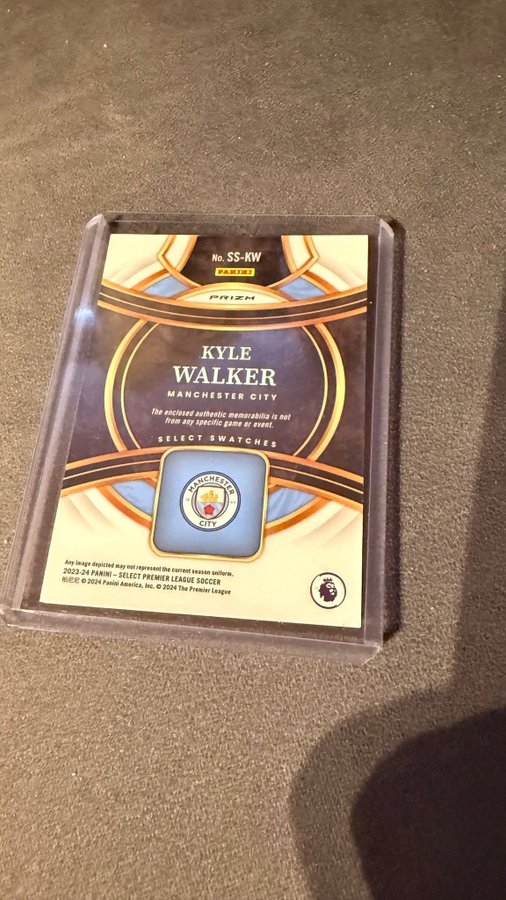 No. SS-KW
PANINI
PRIZM
KYLE
WALKER
MANCHESTER CITY
The enclosed authentic memorabilia is not
from any specific game or event.
SELECT SWATCHES
MANCHESTER
CITY
Any image depicted may not represent the current season uniform.
2023-24 PANINI – SELECT PREMIER LEAGUE SOCCER
帕尼尼 © 2024 Panini America, Inc. © 2024 The Premier League